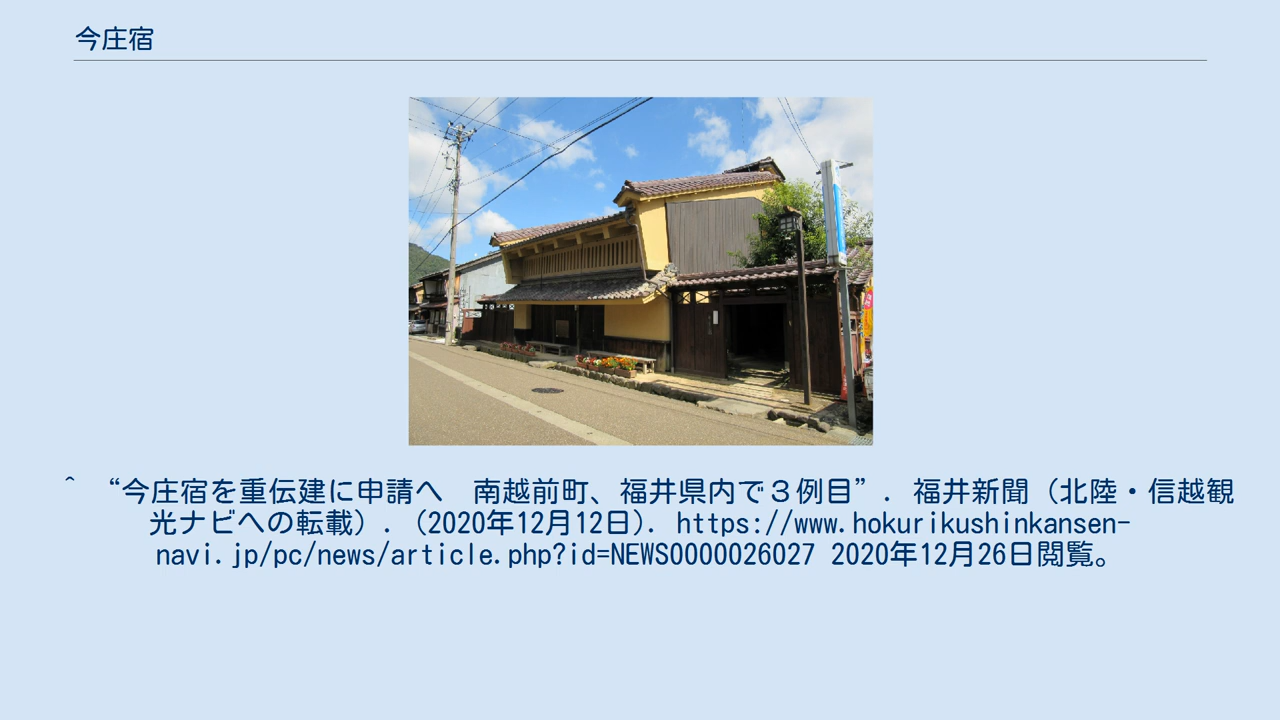 今庄宿
^ “今庄宿を重伝建に申請へ　南越前町、福井県内で３例目”. 福井新聞（北陸・信越観
光ナビへの転載）. (2020年12月12日). https://www.hokurikushinkansen-
navi.jp/pc/news/article.php?id=NEWS0000026027 2020年12月26日閲覧。